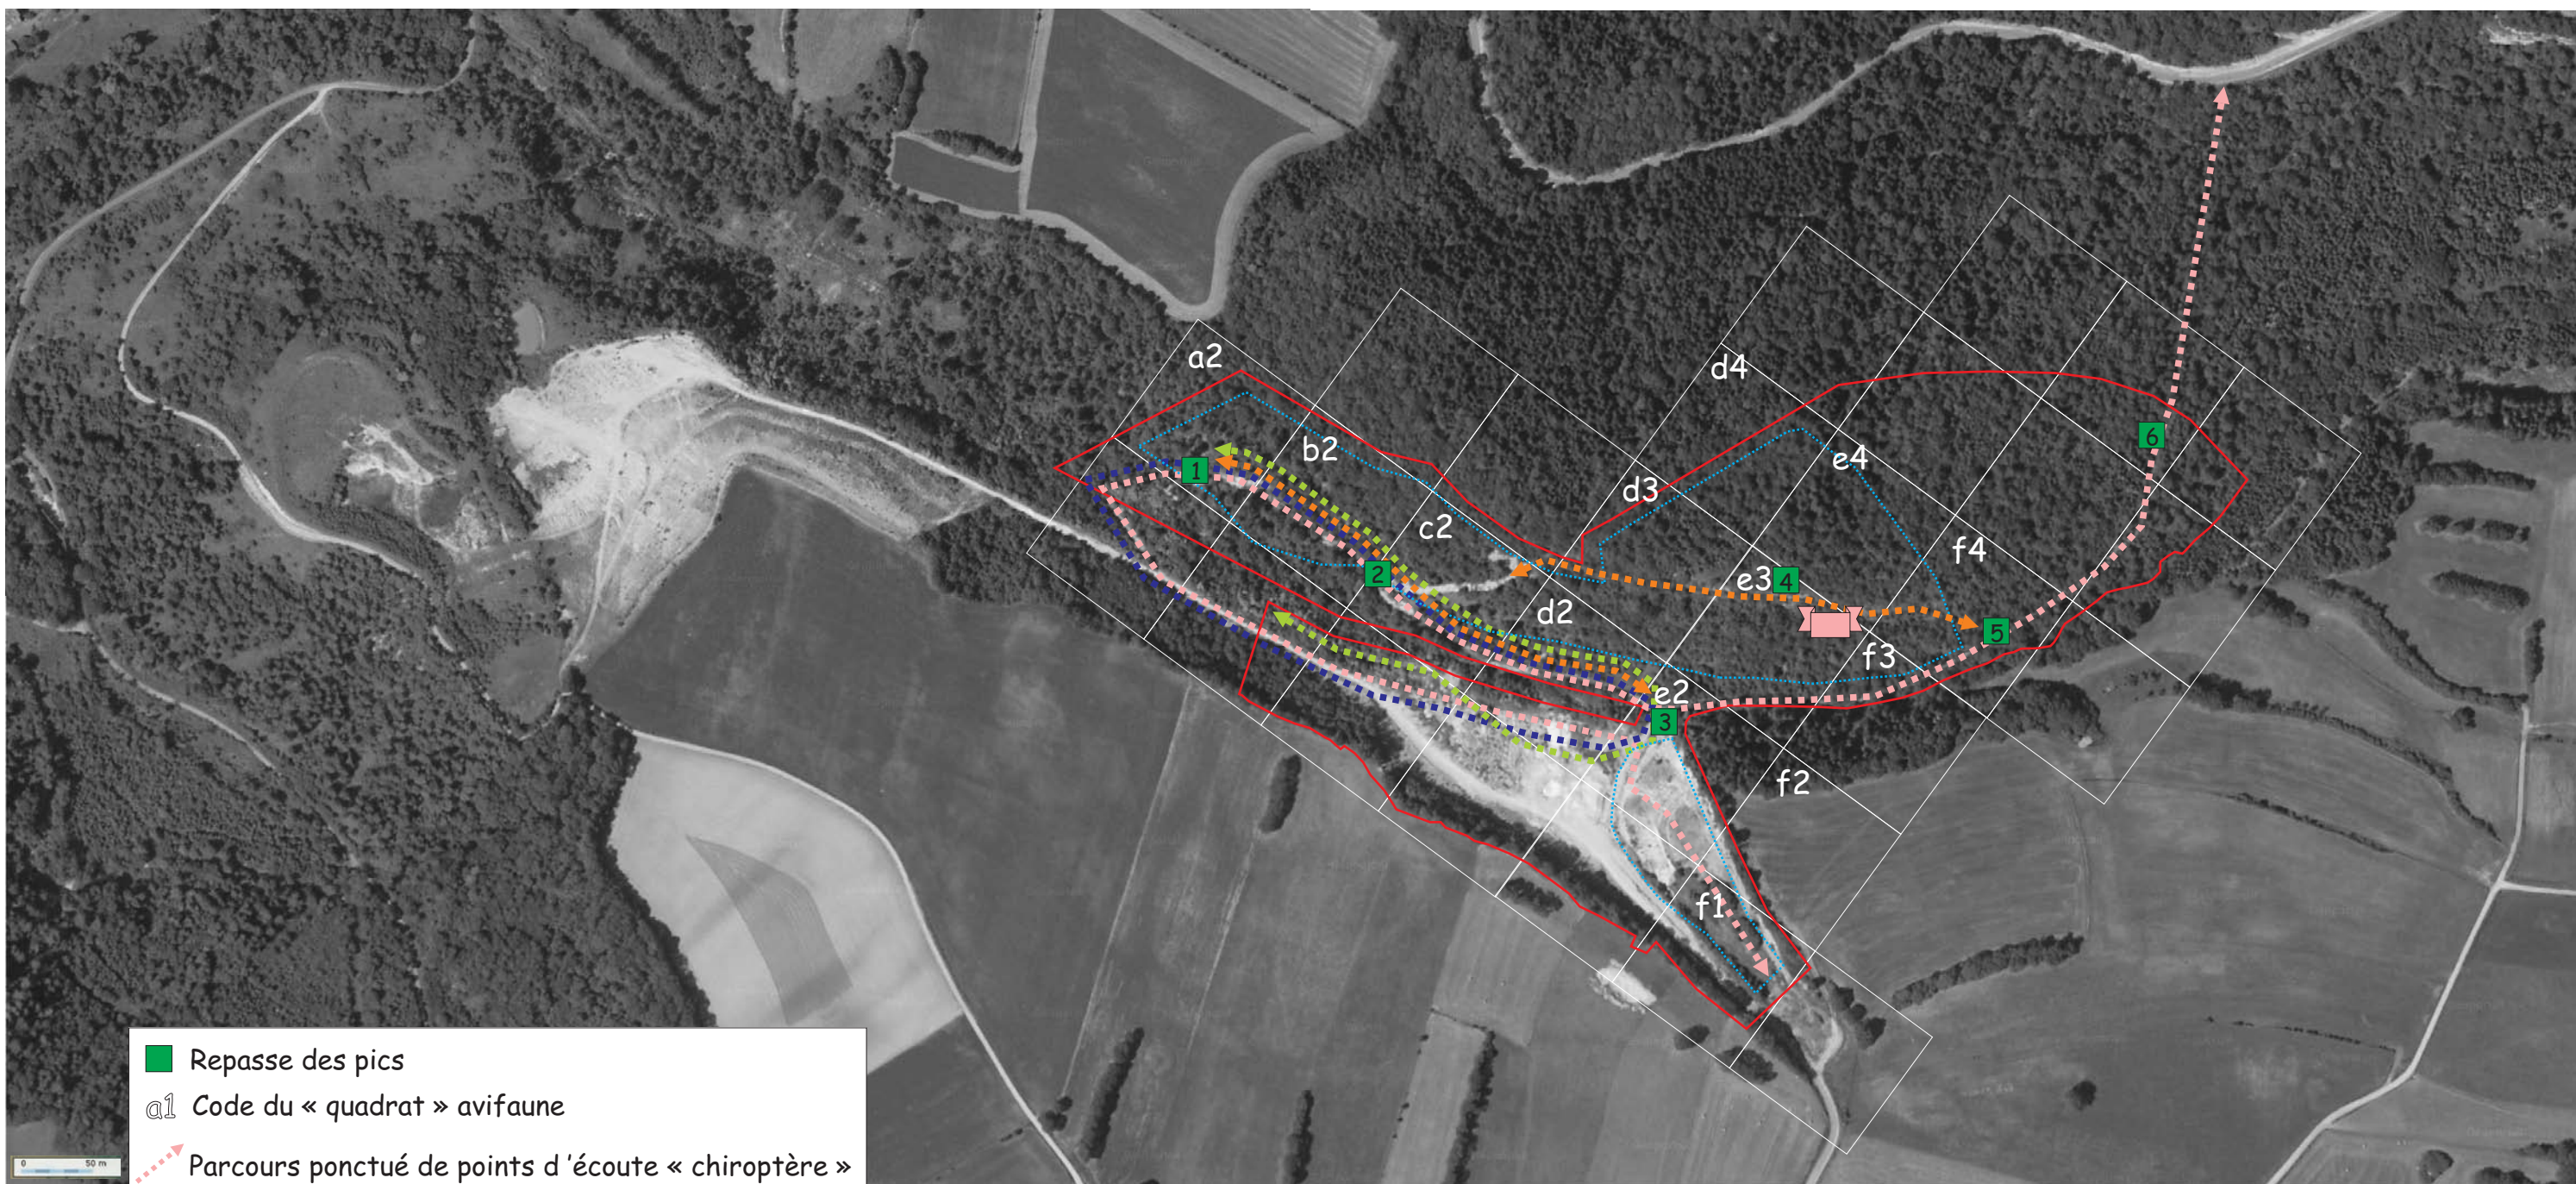 a2
d4
b2
e4
6
1
d3
c2
f4
2
e3
4
d2
5
f3
e2
3
f2
f1
Repasse des pics
a1 Code du « quadrat » avifaune
Parcours ponctué de points d ’écoute « chiroptère »
0 50 m